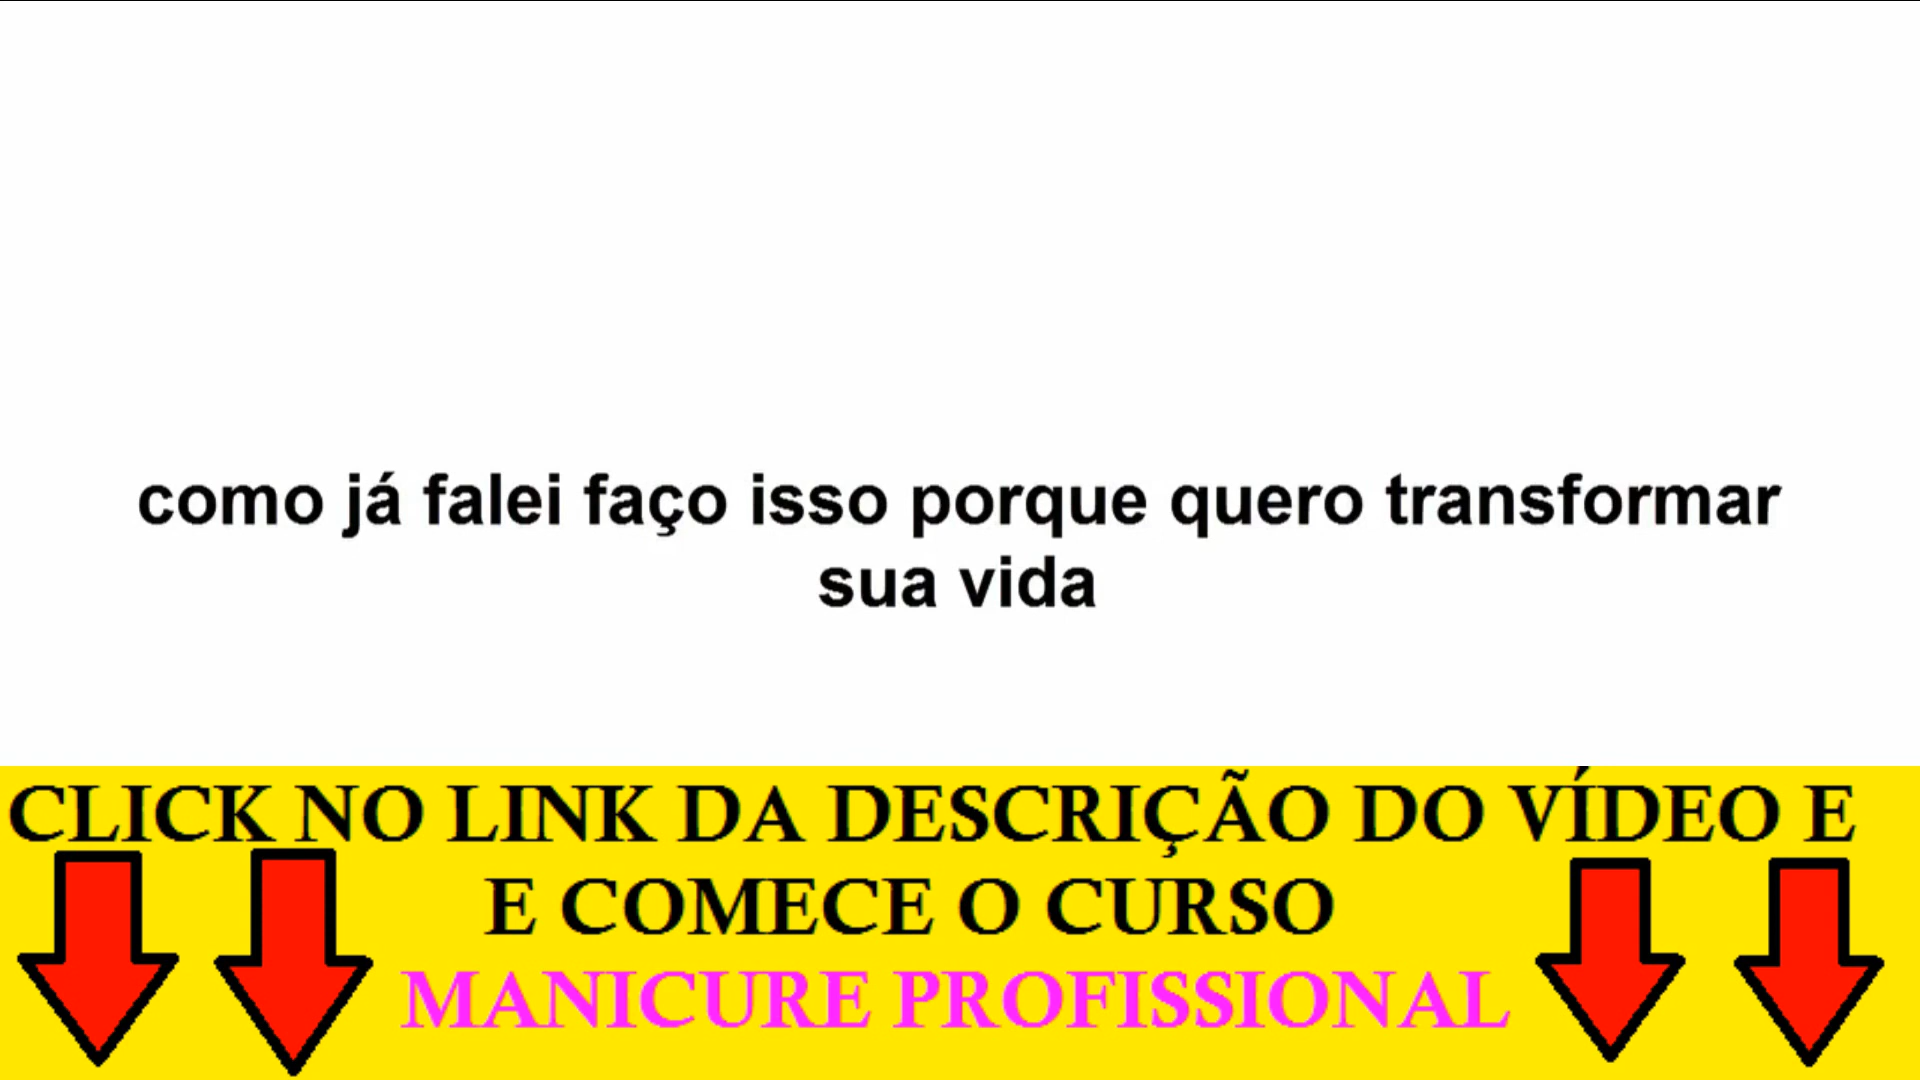 como já falei faço isso porque quero transformar
sua vida
CLICK NO LINK DA DESCRIÇÃO DO VÍDEO E
E COMECE O CURSO
MANICURE PROFISSIONAL